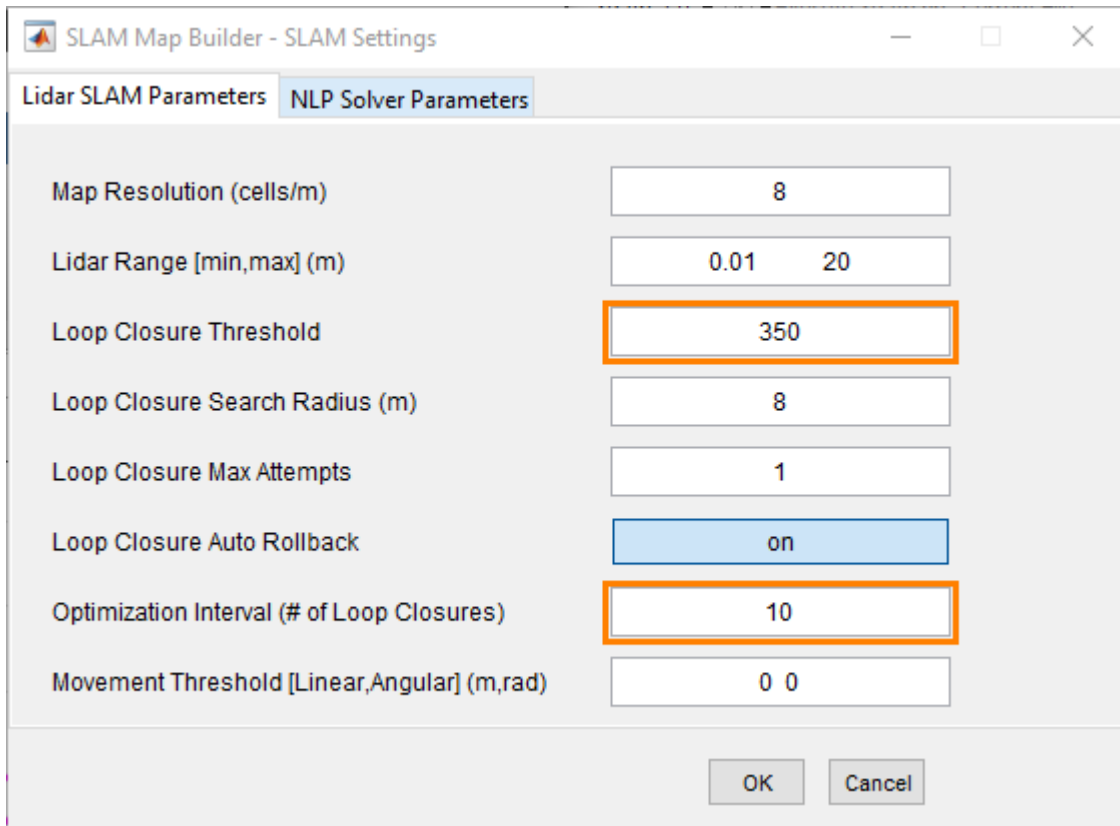 SLAM Map Builder - SLAM Settings
Lidar SLAM Parameters NLP Solver Parameters
Map Resolution (cells/m) 8
Lidar Range [min,max] (m) 0.01 20
Loop Closure Threshold 350
Loop Closure Search Radius (m) 8
Loop Closure Max Attempts 1
Loop Closure Auto Rollback on
Optimization Interval (# of Loop Closures) 10
Movement Threshold [Linear,Angular] (m,rad) 0 0
OK Cancel